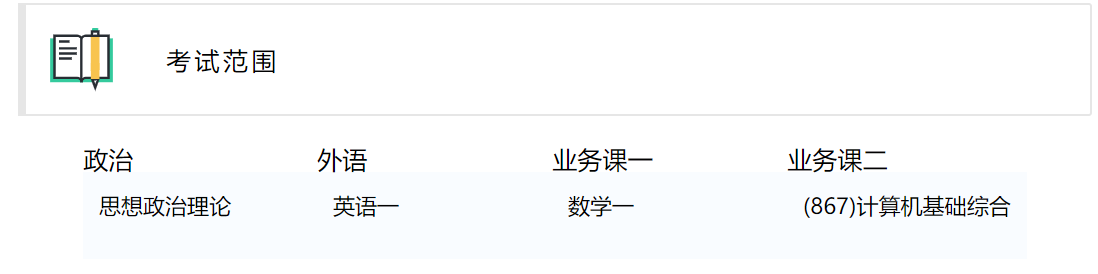 考试范围
政治 外语 业务课一 业务课二
思想政治理论 英语一 数学一 (867)计算机基础综合